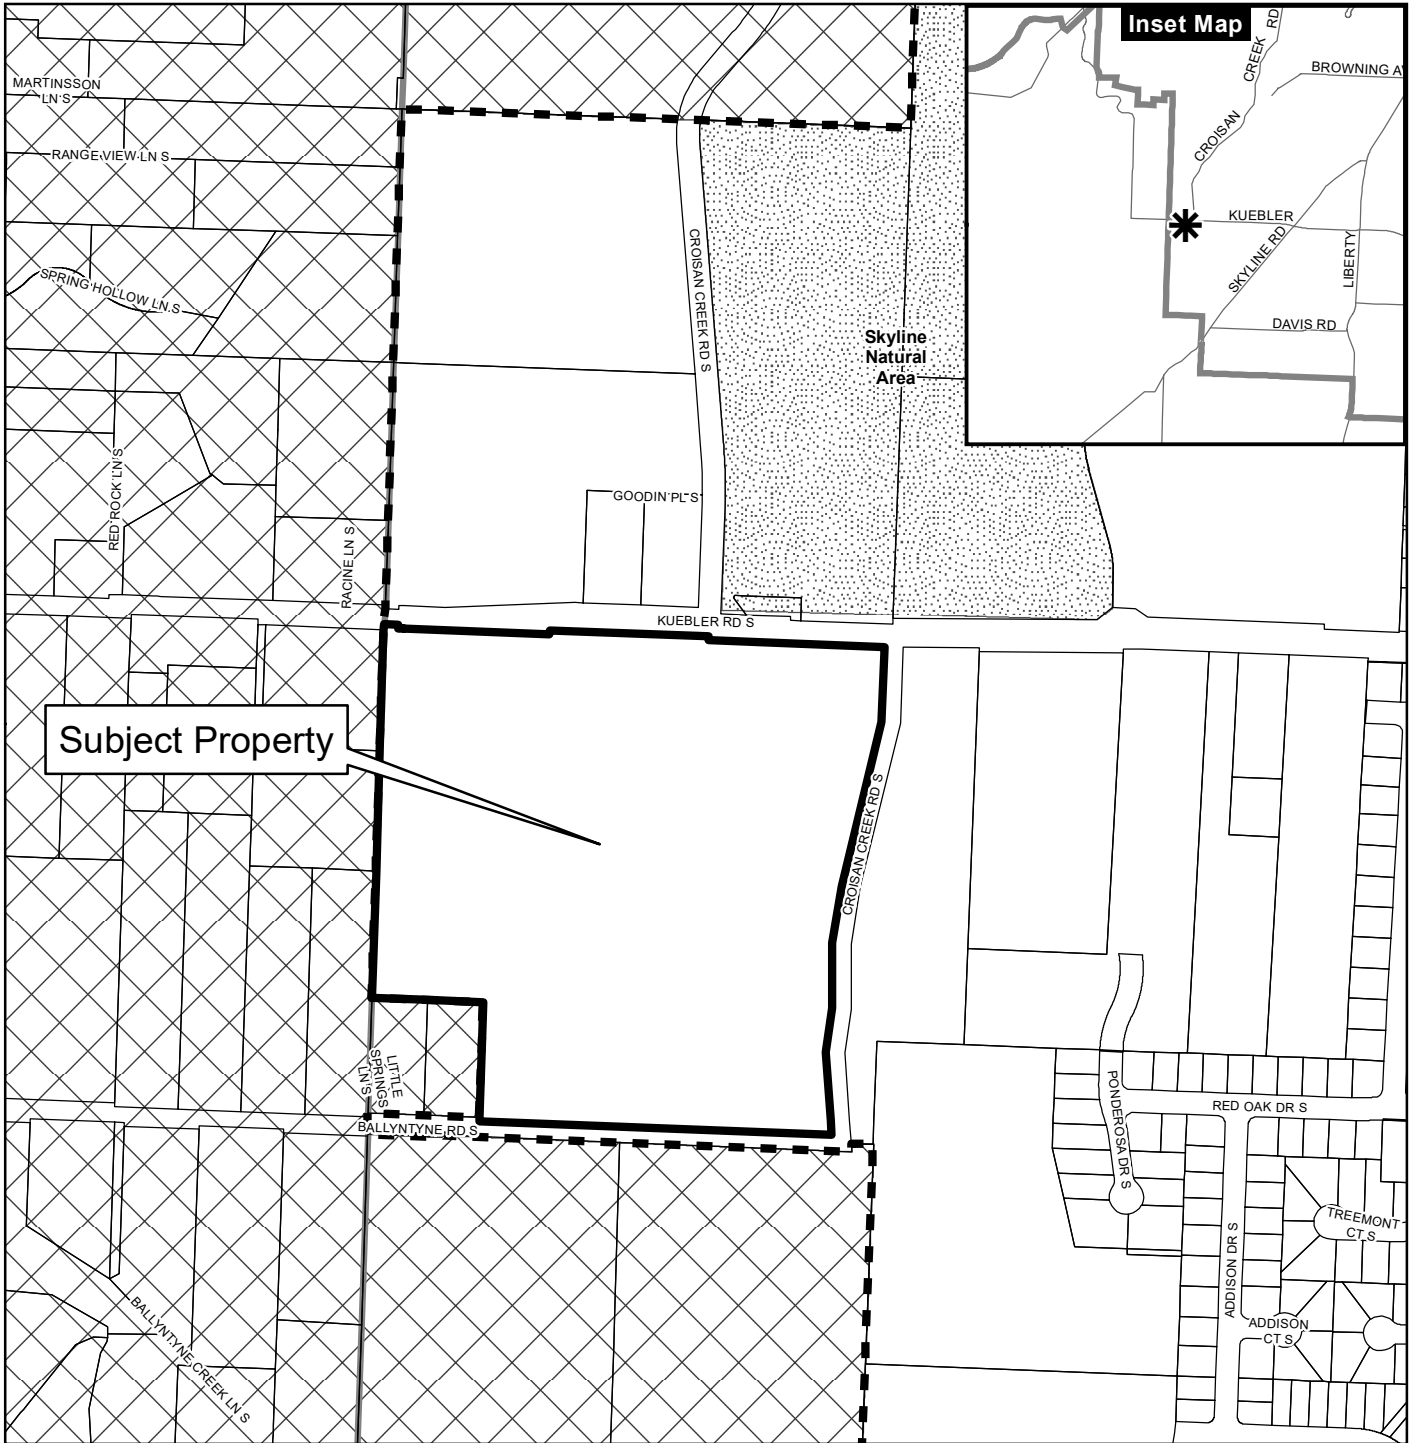 Inset Map
CREEK RD
BROWNING A
CROISAN
KUEBLER
SKYLINE RD
LIBERTY
DAVIS RD
MARTINSSON
LN S
RANGE VIEW LN S
SPRING HOLLOW LN S
CROISAN CREEK RD S
Skyline
Natural
Area
RED ROCK LN S
GOODIN PL S
RACINE LN S
KUEBLER RD S
Subject Property
CROISAN CREEK RD S
LITTLE
SPRINGS
LN S
BALLYNTYNE RD S
PONDEROSA DR S
RED OAK DR S
ADDISON DR S
TREEMONT
CT S
ADDISON
CT S
BALLYNTYNE CREEK LN S